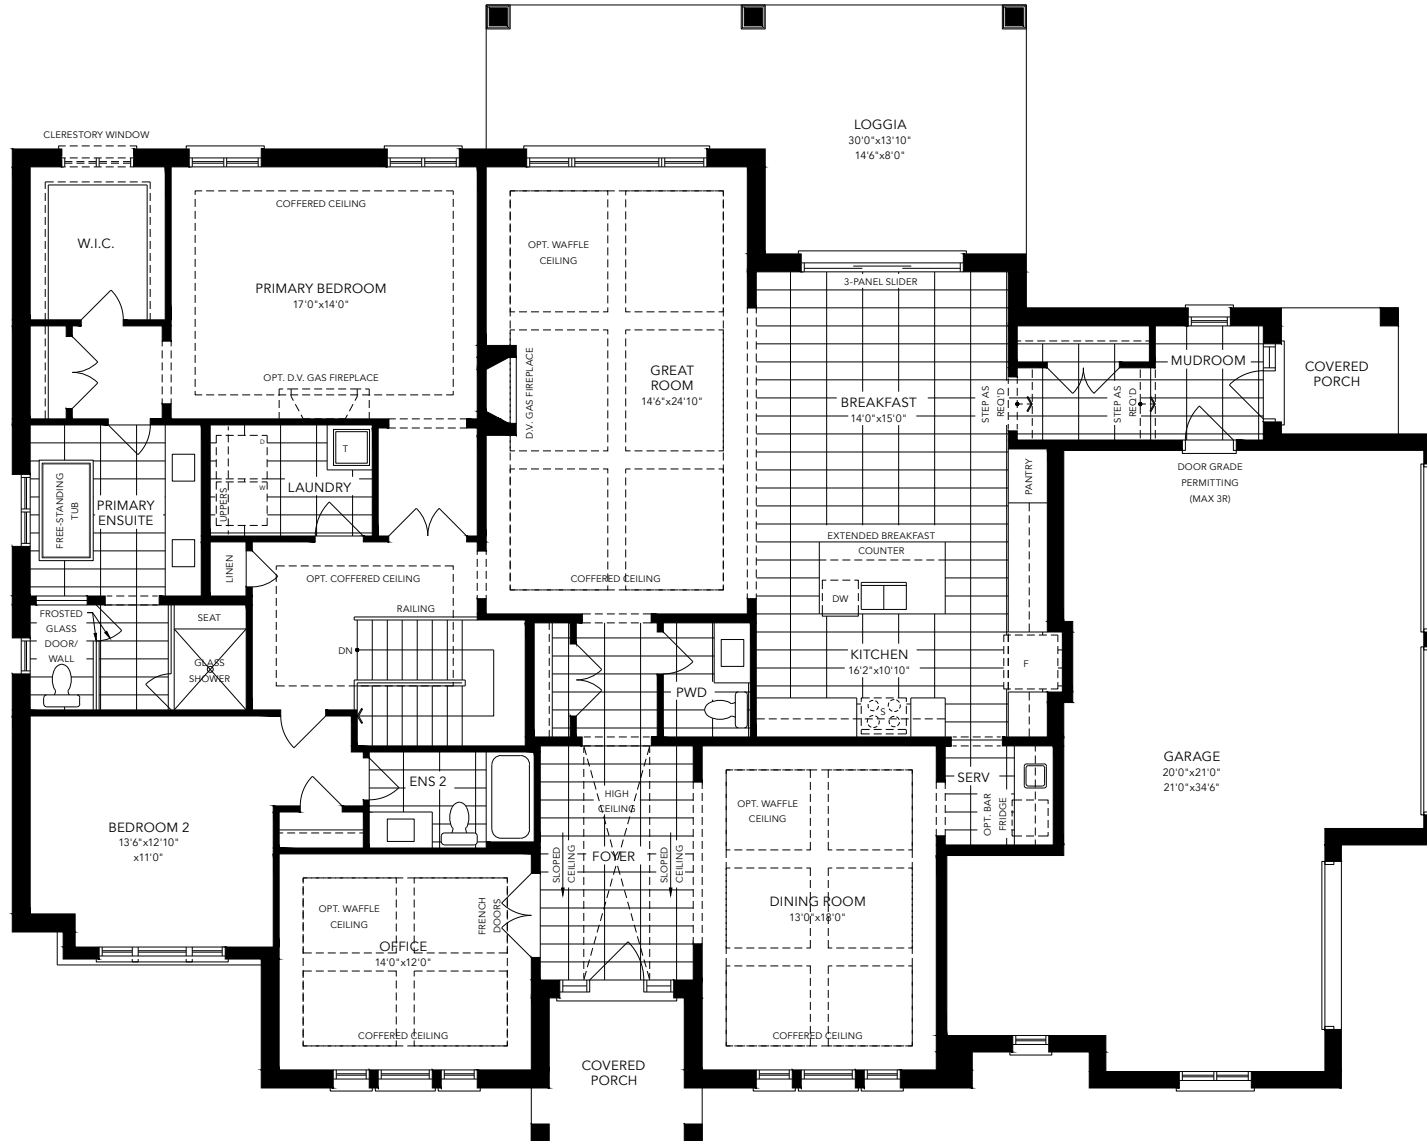 LOGGIA
30'0"x13'10"
14'6"x8'0"
CLERESTORY WINDOW
W.I.C.
COFFERED CEILING
PRIMARY BEDROOM
17'0"x14'0"
OPT. D.V. GAS FIREPLACE
OPT. WAFFLE
CEILING
D.V. GAS FIREPLACE
GREAT
ROOM
14'6"x24'10"
COFFERED CEILING
3-PANEL SLIDER
BREAKFAST
14'0"x15'0"
STEP AS
REQ'D
STEP AS
REQ'D
MUDROOM
COVERED
PORCH
DOOR GRADE
PERMITTING
(MAX 3R)
PANTRY
FREE-STANDING
TUB
PRIMARY
ENSUITE
UPPERS
D
W
T
LAUNDRY
LINEN
OPT. COFFERED CEILING
RAILING
DN
EXTENDED BREAKFAST
COUNTER
DW
KITCHEN
16'2"x10'10"
F
S
FROSTED
GLASS
DOOR/
WALL
SEAT
GLASS
SHOWER
PWD
GARAGE
20'0"x21'0"
21'0"x34'6"
SERV
OPT. BAR
FRIDGE
ENS 2
BEDROOM 2
13'6"x12'10"
x11'0"
HIGH
CEILING
SLOPED
CEILING
FOYER
SLOPED
CEILING
OPT. WAFFLE
CEILING
DINING ROOM
13'0"x18'0"
COFFERED CEILING
OPT. WAFFLE
CEILING
FRENCH
DOORS
OFFICE
14'0"x12'0"
COFFERED CEILING
COVERED
PORCH